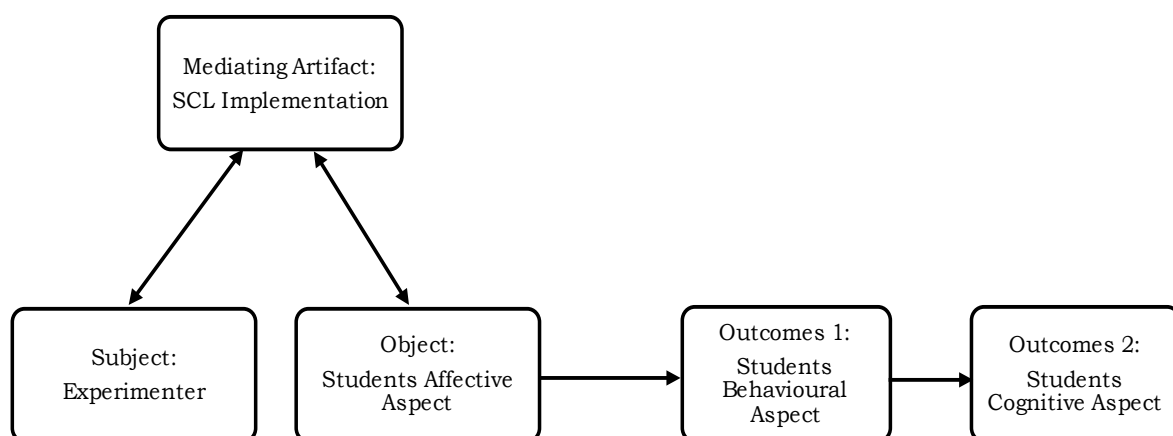 Mediating Artifact:
SCL Implementation
Subject:
Experimenter
Object:
Students Affective
Aspect
Outcomes 1:
Students
Behavioural
Aspect
Outcomes 2:
Students
Cognitive Aspect